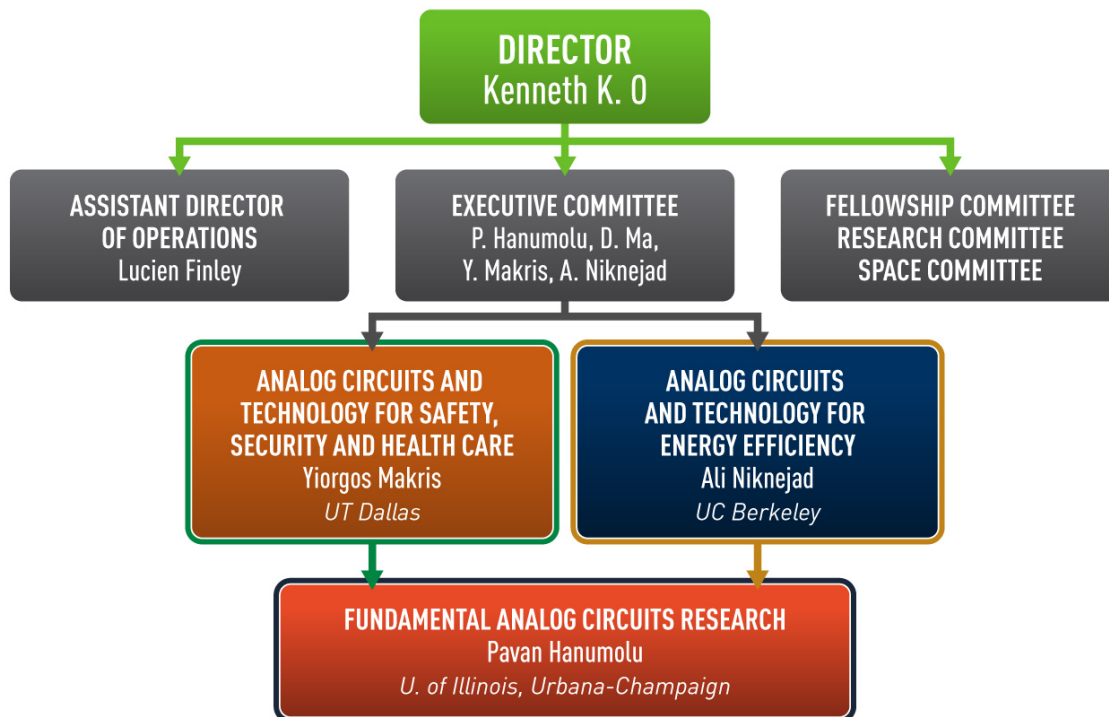 DIRECTOR
Kenneth K. O
ASSISTANT DIRECTOR
OF OPERATIONS
Lucien Finley
EXECUTIVE COMMITTEE
P. Hanumolu, D. Ma,
Y. Makris, A. Niknejad
FELLOWSHIP COMMITTEE
RESEARCH COMMITTEE
SPACE COMMITTEE
ANALOG CIRCUITS AND
TECHNOLOGY FOR SAFETY,
SECURITY AND HEALTH CARE
Yiorgos Makris
UT Dallas
ANALOG CIRCUITS
AND TECHNOLOGY FOR
ENERGY EFFICIENCY
Ali Niknejad
UC Berkeley
FUNDAMENTAL ANALOG CIRCUITS RESEARCH
Pavan Hanumolu
U. of Illinois, Urbana-Champaign